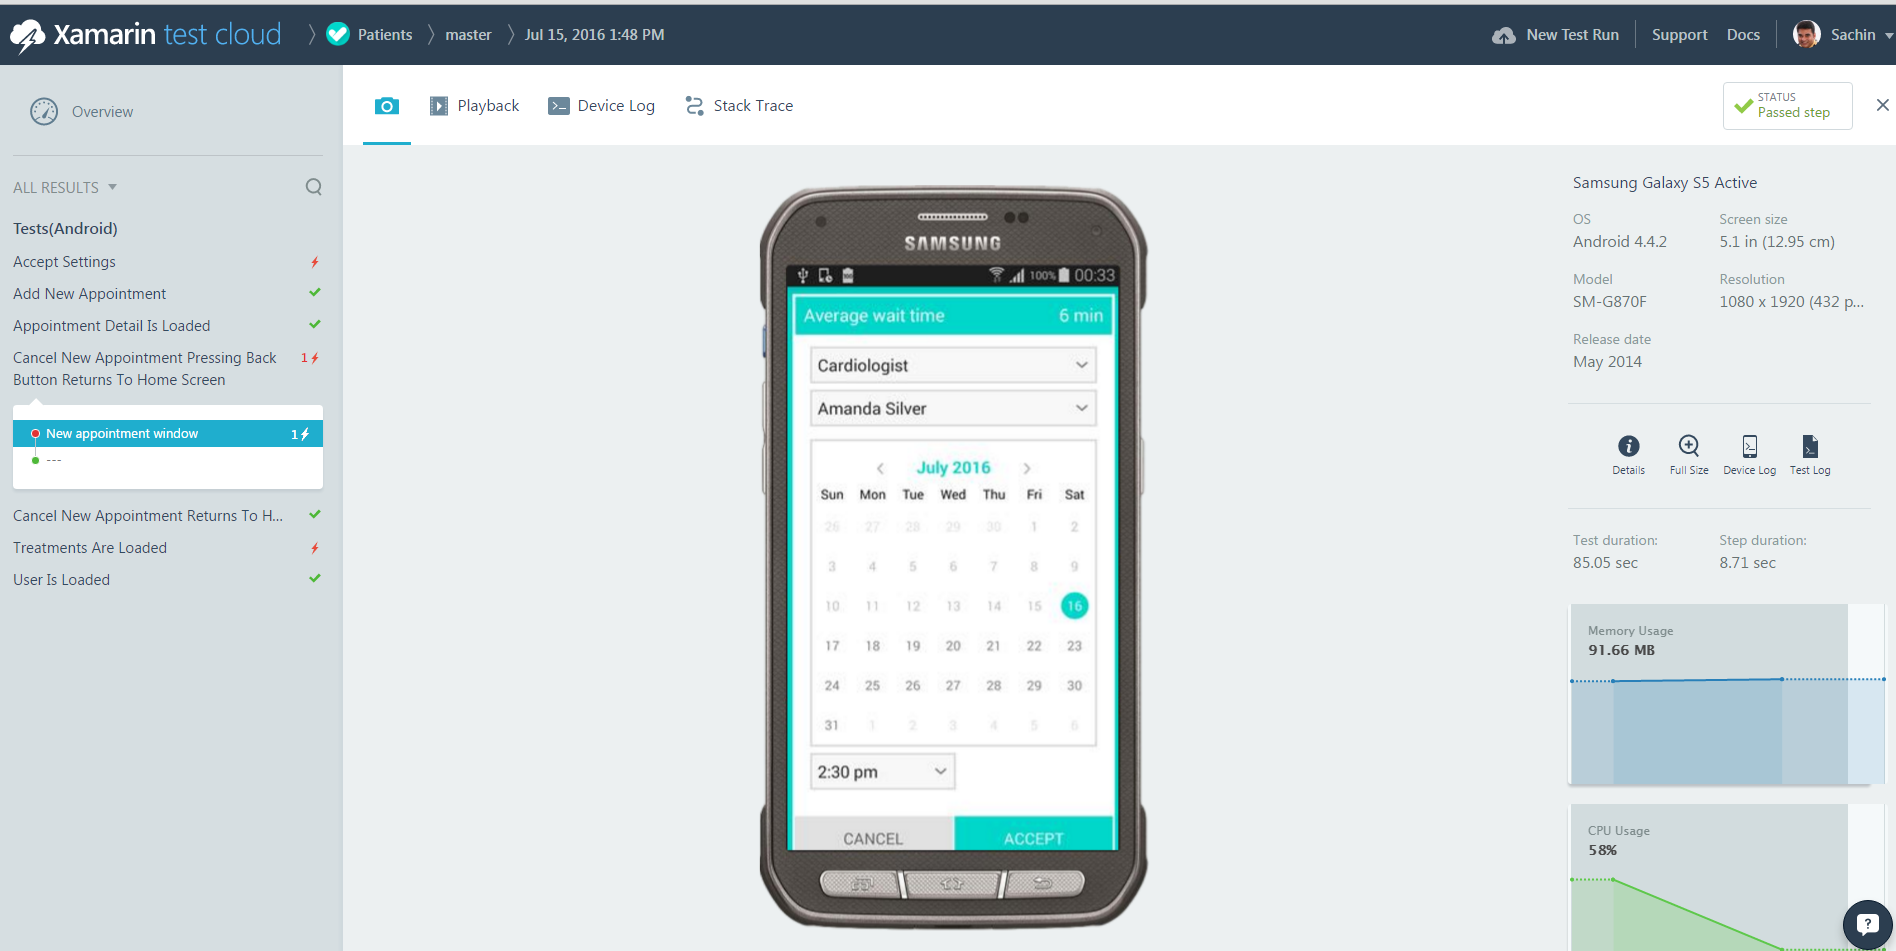 Xamarin test cloud
Patients
master
Jul 15, 2016 1:48 PM
New Test Run
Support
Docs
Sachin
Overview
ALL RESULTS
Tests(Android)
Accept Settings
Add New Appointment
Appointment Detail Is Loaded
Cancel New Appointment Pressing Back 1
Button Returns To Home Screen
New appointment window 1
---
Cancel New Appointment Returns To H...
Treatments Are Loaded
User Is Loaded
Playback
Device Log
Stack Trace
STATUS
Passed step
SAMSUNG
100% 00:33
Average wait time 6 min
Cardiologist
Amanda Silver
July 2016
Sun Mon Tue Wed Thu Fri Sat
26 27 28 29 30 1 2
3 4 5 6 7 8 9
10 11 12 13 14 15 16
17 18 19 20 21 22 23
24 25 26 27 28 29 30
31 1 2 3 4 5 6
2:30 pm
CANCEL ACCEPT
Samsung Galaxy S5 Active
OS Screen size
Android 4.4.2 5.1 in (12.95 cm)
Model Resolution
SM-G870F 1080 x 1920 (432 p...
Release date
May 2014
Details Full Size Device Log Test Log
Test duration: Step duration:
85.05 sec 8.71 sec
Memory Usage
91.66 MB
CPU Usage
58%
?